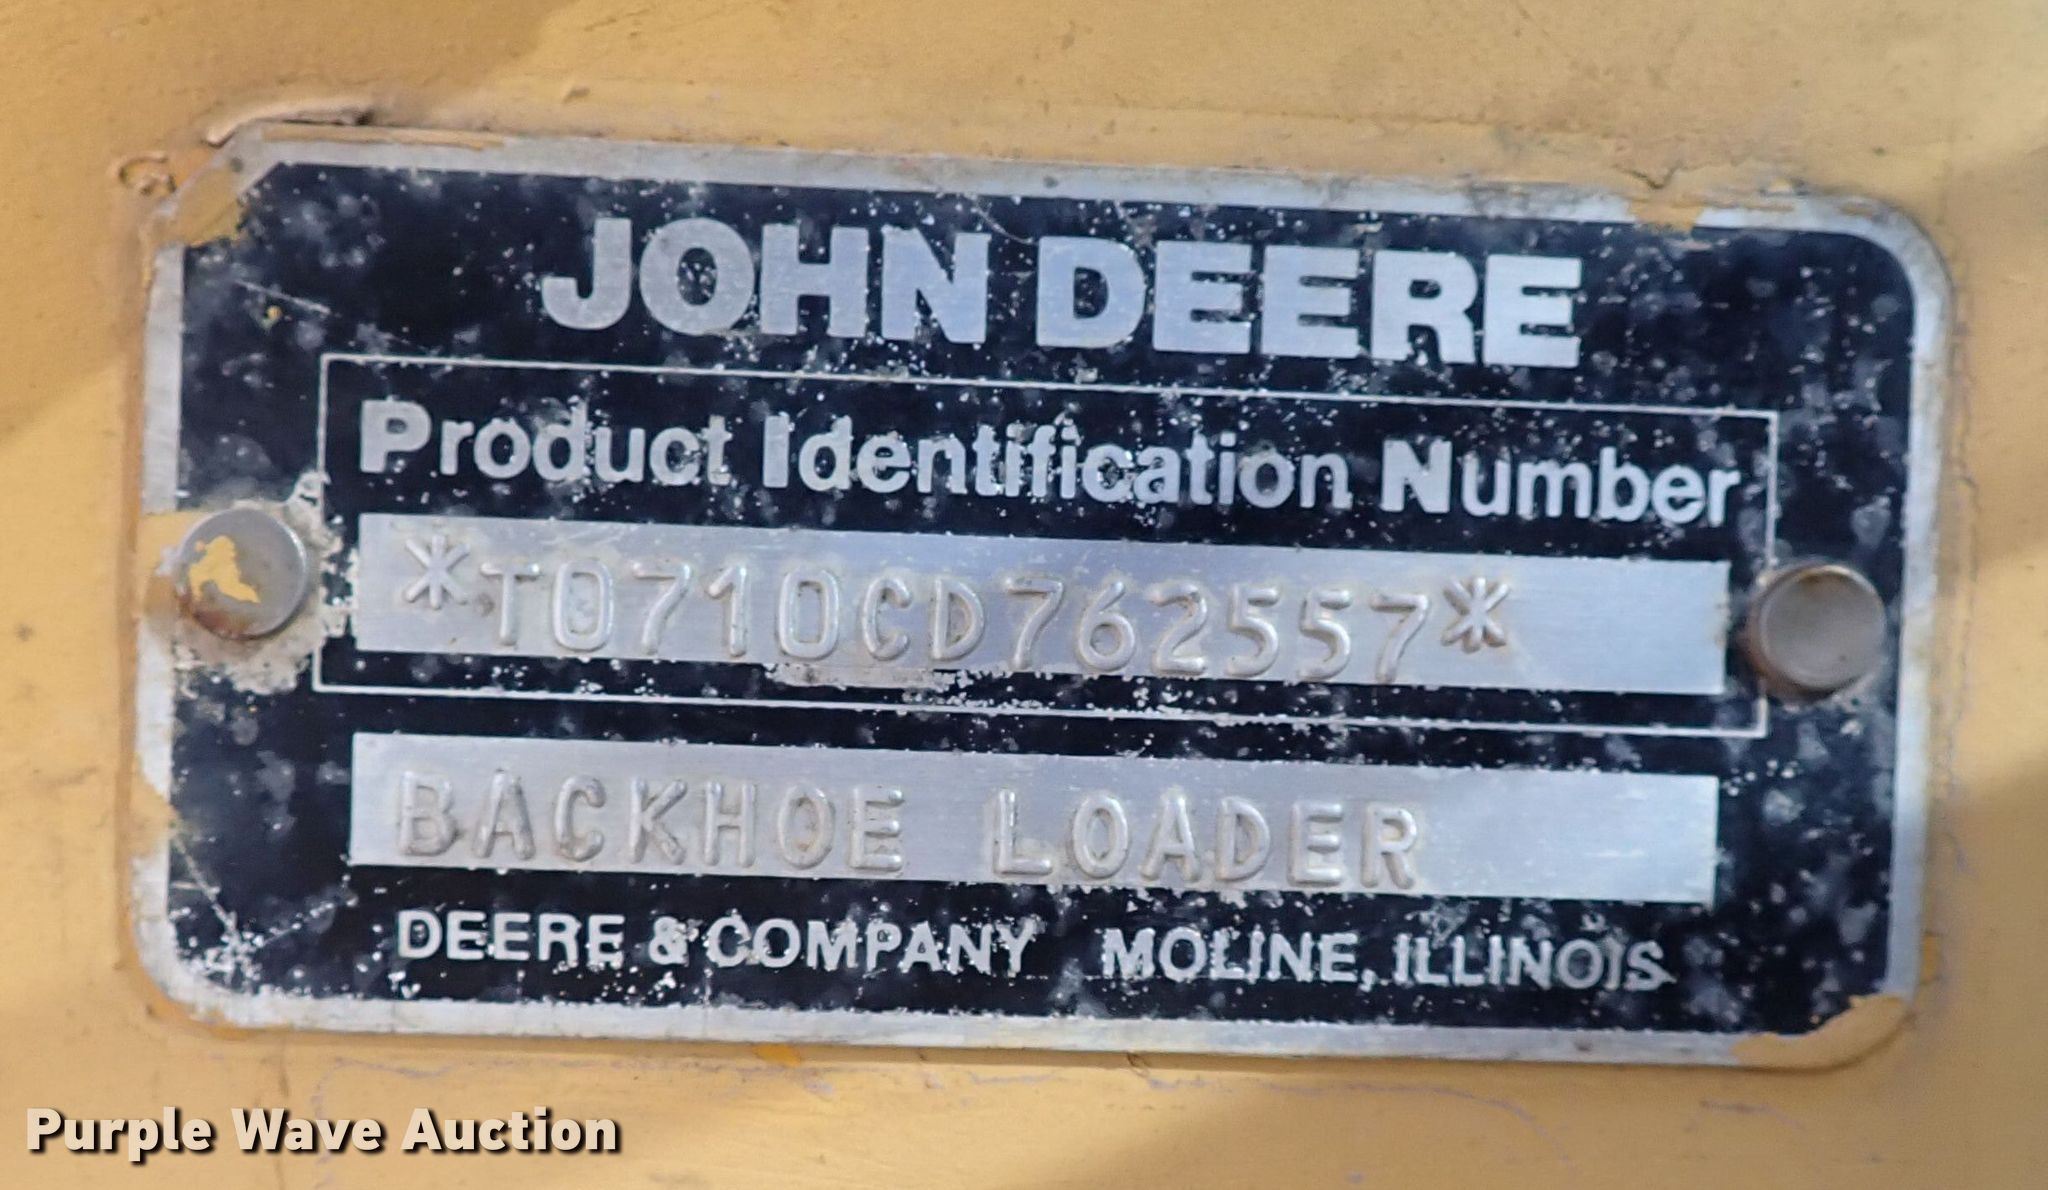 JOHN DEERE
Product Identification Number
*T0710CD762557*
BACKHOE LOADER
DEERE & COMPANY MOLINE, ILLINOIS
Purple Wave Auction